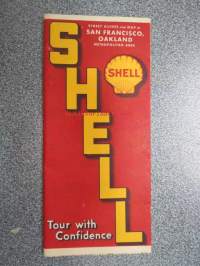 STREET GUIDE AND MAP OF
SAN FRANCISCO,
OAKLAND
METROPOLITAN AREA
SHELL
SHELL
Tour with
Confidence